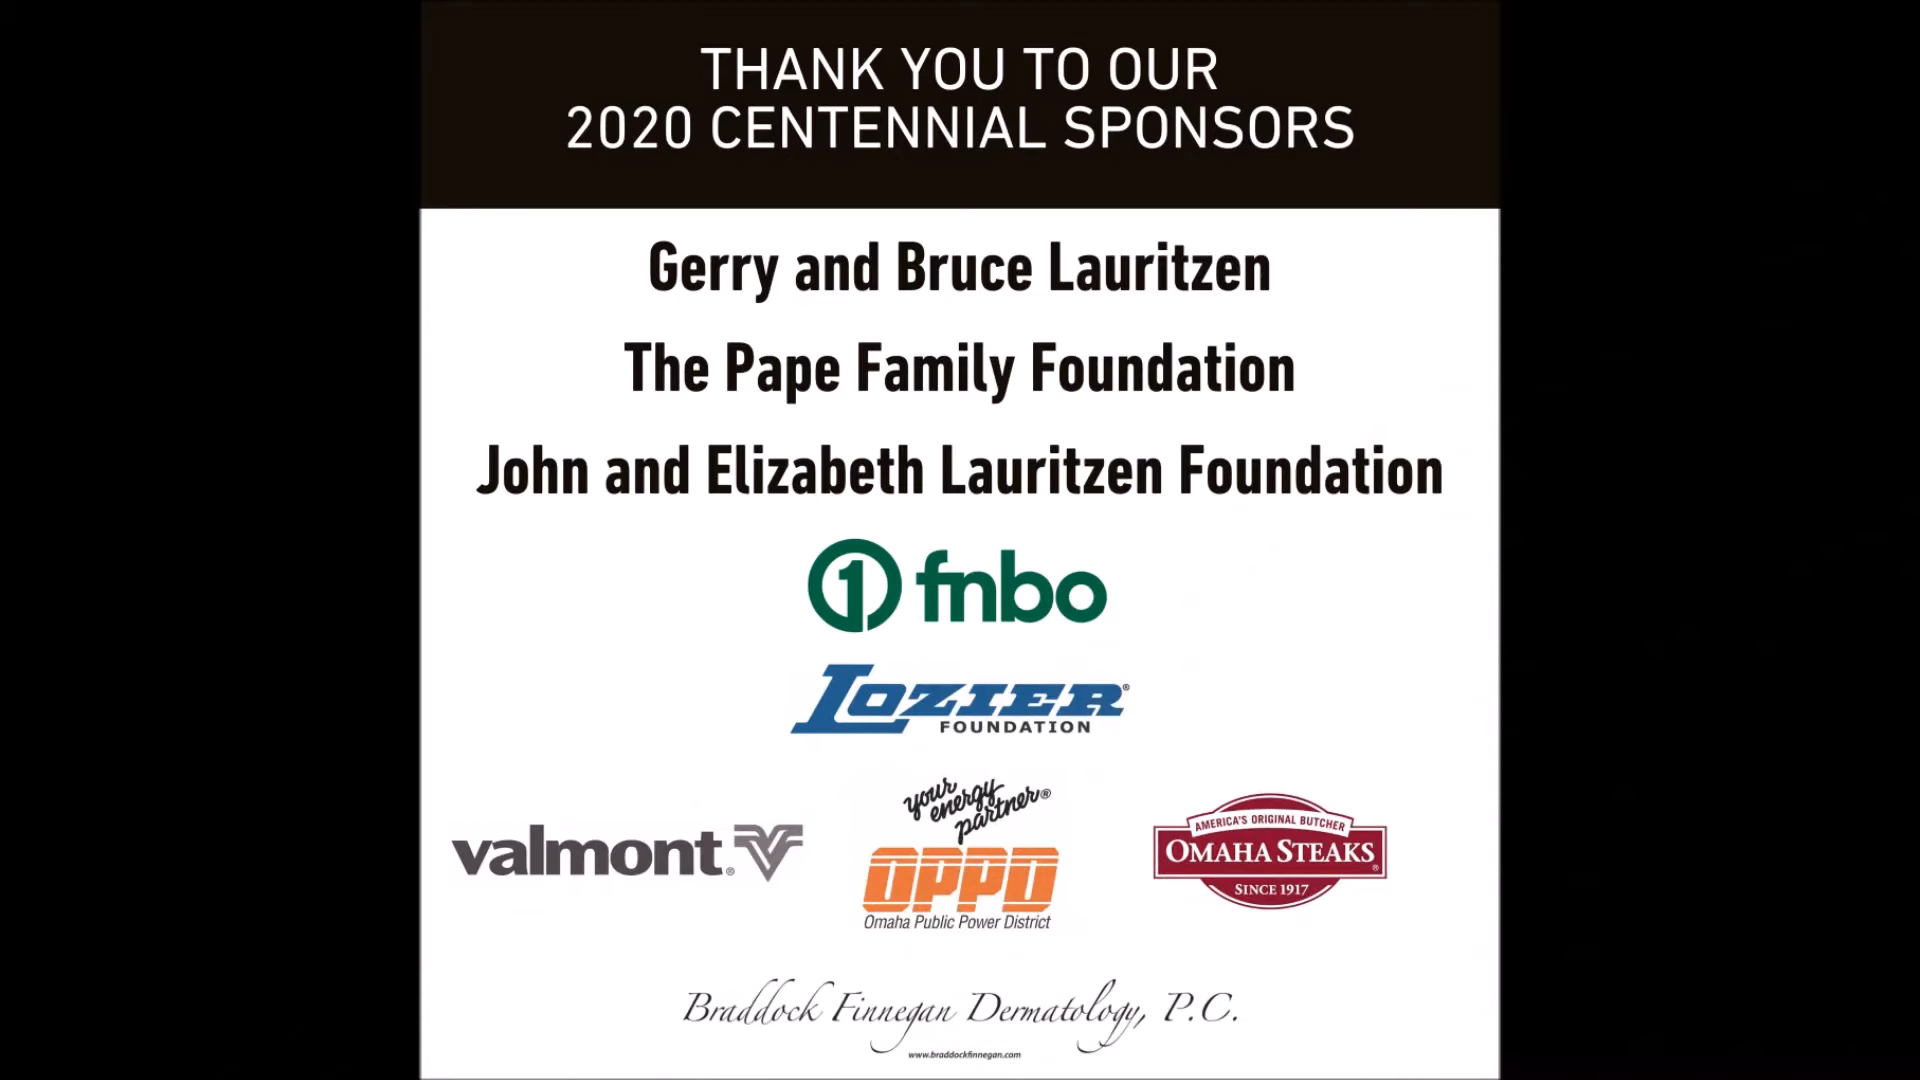 THANK YOU TO OUR
2020 CENTENNIAL SPONSORS
Gerry and Bruce Lauritzen
The Pape Family Foundation
John and Elizabeth Lauritzen Foundation
1 fnbo
LOZIER®
FOUNDATION
valmont®
your
energy
partner®
OPPD
Omaha Public Power District
AMERICA'S ORIGINAL BUTCHER
OMAHA STEAKS®
SINCE 1917
Braddock Finnegan Dermatology, P.C.
www.braddockfinnegan.com